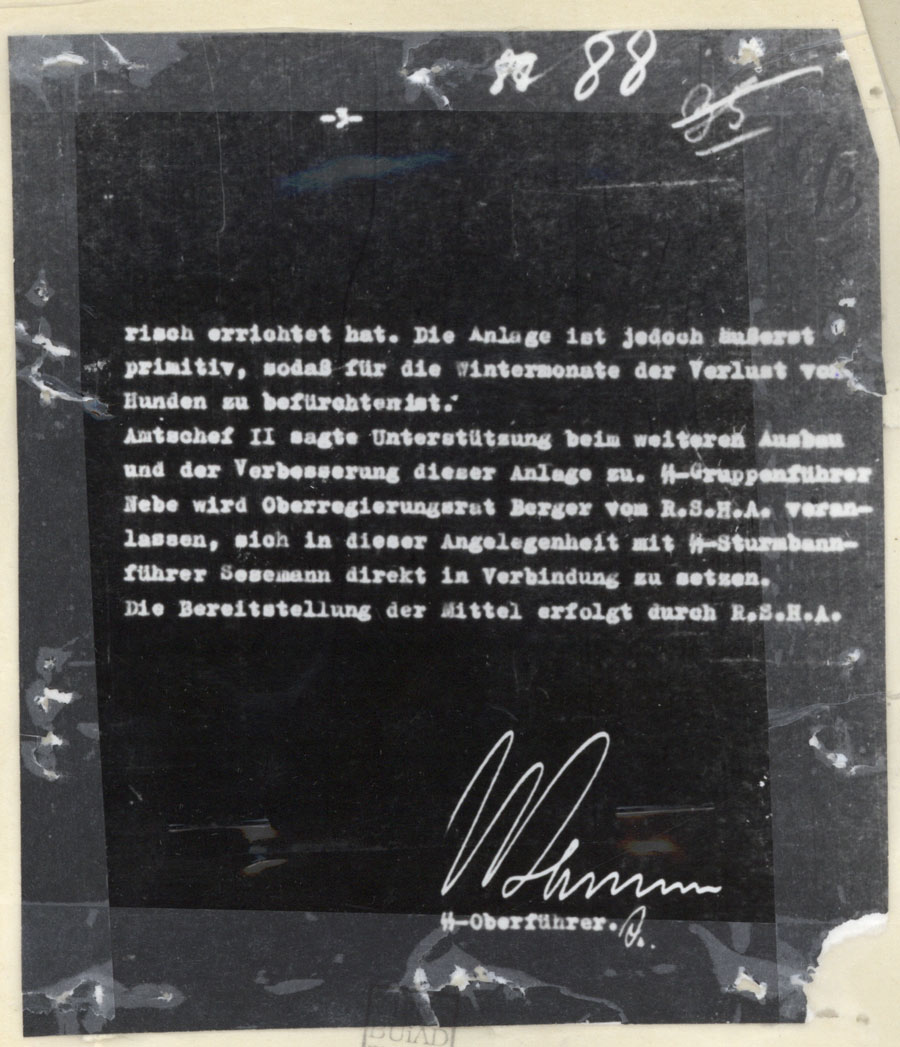 88
95
-3-
risch errichtet hat. Die Anlage ist jedoch äußerst
primitiv, sodaß für die Wintermonate der Verlust von
Hunden zu befürchten ist.
Amtschef II sagte Unterstützung beim weiteren Ausbau
und der Verbesserung dieser Anlage zu. ᛋᛋ-Gruppenführer
Nebe wird Oberregierungsrat Berger vom R.S.H.A. veran-
lassen, sich in dieser Angelegenheit mit ᛋᛋ-Sturmbann-
führer Sesemann direkt in Verbindung zu setzen.
Die Bereitstellung der Mittel erfolgt durch R.S.H.A.
ᛋᛋ-Oberführer.
BUiAD